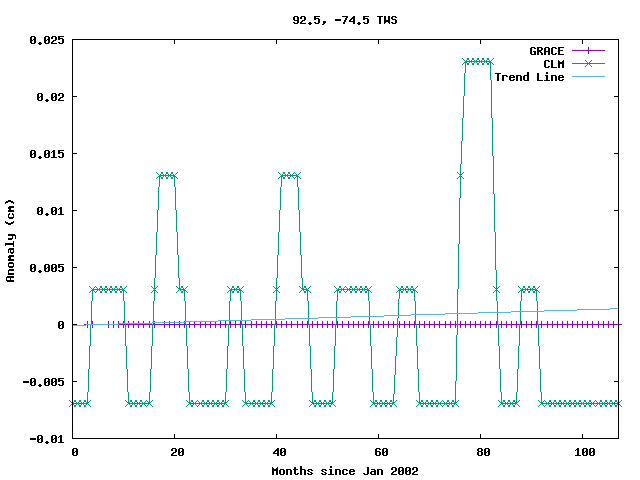 92.5, -74.5 TWS
GRACE
CLM
Trend Line
0.025
0.02
0.015
0.01
0.005
0
-0.005
-0.01
Anomaly (cm)
0 20 40 60 80 100
Months since Jan 2002